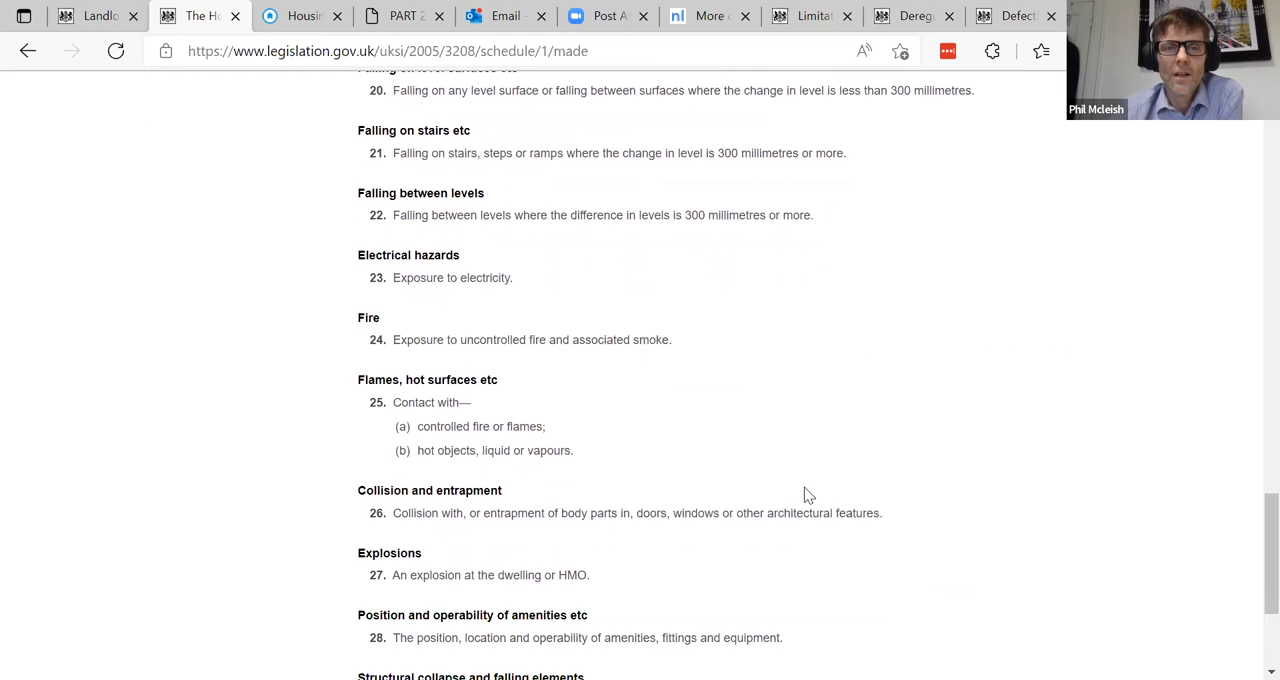 Landlo
The Ho
Housin
PART 2
Email -
Post A
nl
More o
Limitat
Deregu
Defecti
https://www.legislation.gov.uk/uksi/2005/3208/schedule/1/made
Phil Mcleish
20. Falling on any level surface or falling between surfaces where the change in level is less than 300 millimetres.
Falling on stairs etc
21. Falling on stairs, steps or ramps where the change in level is 300 millimetres or more.
Falling between levels
22. Falling between levels where the difference in levels is 300 millimetres or more.
Electrical hazards
23. Exposure to electricity.
Fire
24. Exposure to uncontrolled fire and associated smoke.
Flames, hot surfaces etc
25. Contact with—
(a) controlled fire or flames;
(b) hot objects, liquid or vapours.
Collision and entrapment
26. Collision with, or entrapment of body parts in, doors, windows or other architectural features.
Explosions
27. An explosion at the dwelling or HMO.
Position and operability of amenities etc
28. The position, location and operability of amenities, fittings and equipment.
Structural collapse and falling elements